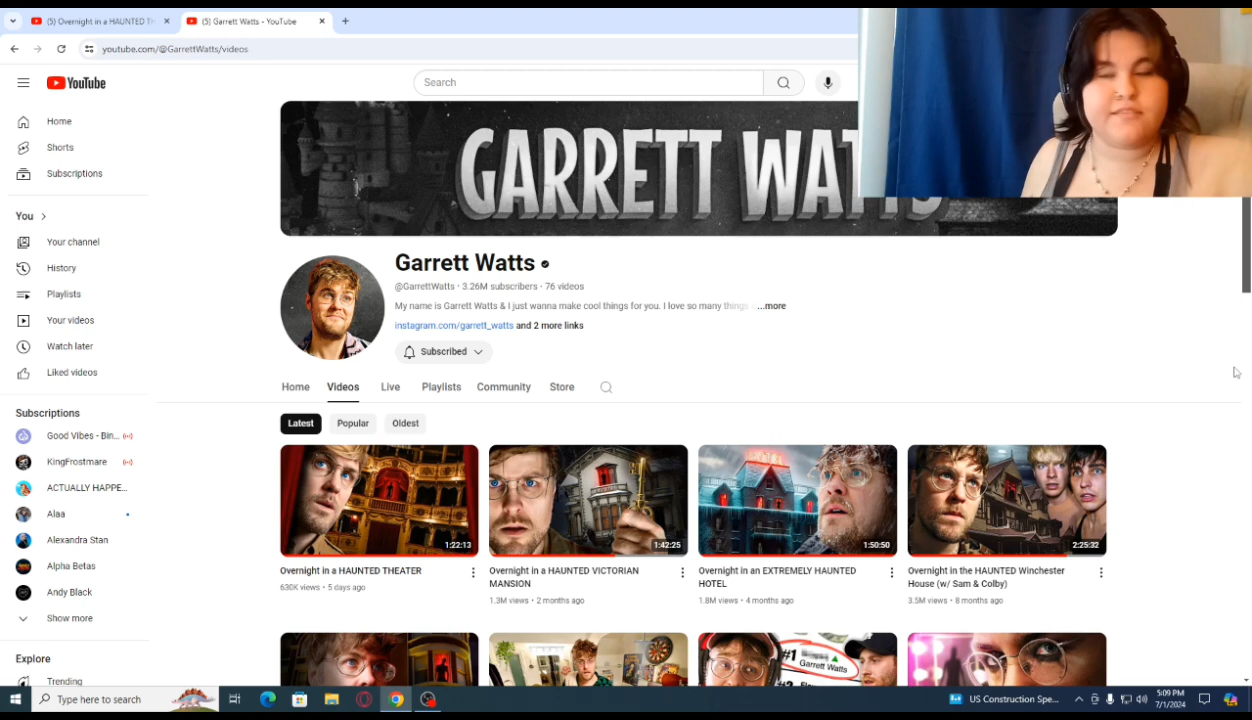 (5) Overnight in a HAUNTED TH
(5) Garrett Watts - YouTube
youtube.com/@GarrettWatts/videos
YouTube
Search
Home
Shorts
Subscriptions
You
Your channel
History
Playlists
Your videos
Watch later
Liked videos
Subscriptions
Good Vibes - Bin...
KingFrostmare
ACTUALLY HAPPE...
Alaa
Alexandra Stan
Alpha Betas
Andy Black
Show more
Explore
Trending
GARRETT WATTS
Garrett Watts
@GarrettWatts • 3.26M subscribers • 76 videos
My name is Garrett Watts & I just wanna make cool things for you. I love so many things ...more
instagram.com/garrett_watts and 2 more links
Subscribed
Home Videos Live Playlists Community Store
Latest Popular Oldest
1:22:13
1:42:25
1:50:50
2:25:32
Overnight in a HAUNTED THEATER
630K views • 5 days ago
Overnight in a HAUNTED VICTORIAN
MANSION
1.3M views • 2 months ago
Overnight in an EXTREMELY HAUNTED
HOTEL
1.8M views • 4 months ago
Overnight in the HAUNTED Winchester
House (w/ Sam & Colby)
3.5M views • 8 months ago
#1
Garrett Watts
Type here to search
US Construction Spe...
5:09 PM
7/1/2024